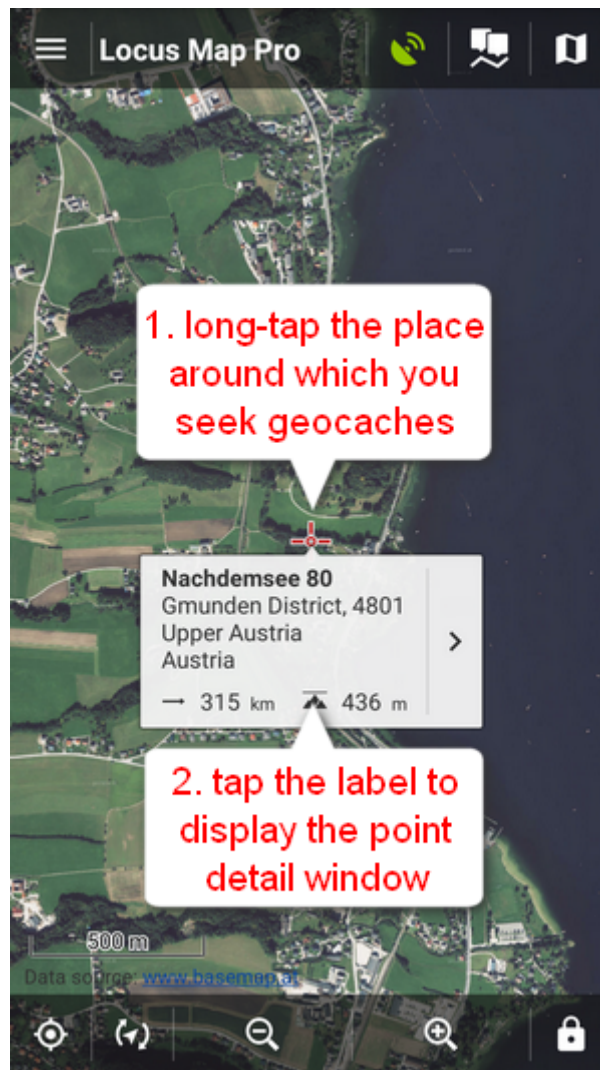 Locus Map Pro
1. long-tap the place
around which you
seek geocaches
Nachdemsee 80
Gmunden District, 4801
Upper Austria
Austria
315 km 436 m
2. tap the label to
display the point
detail window
500 m
Data source: www.basemap.at